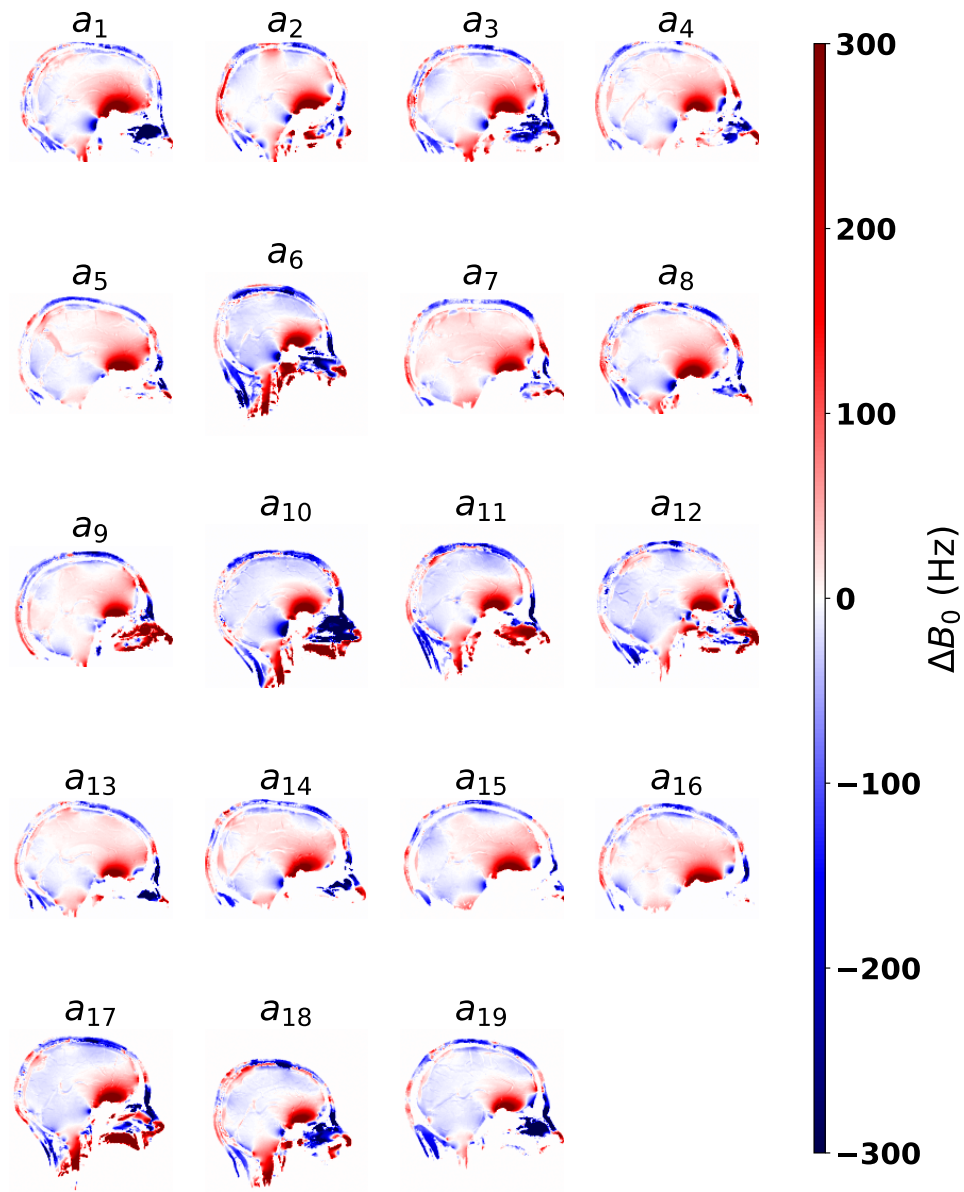 a₁ a₂ a₃ a₄
a₅ a₆ a₇ a₈
a₉ a₁₀ a₁₁ a₁₂
a₁₃ a₁₄ a₁₅ a₁₆
a₁₇ a₁₈ a₁₉
300
200
100
0
−100
−200
−300
ΔB₀ (Hz)